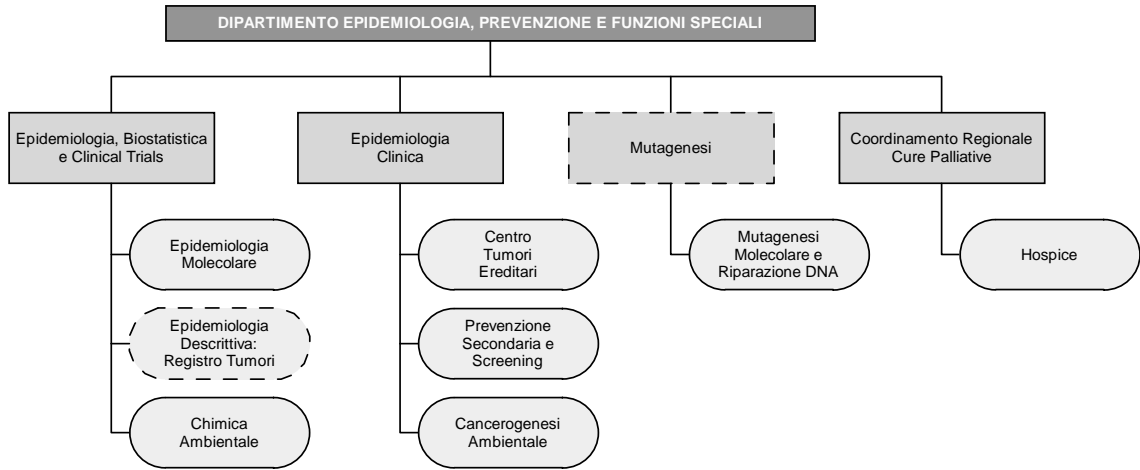 DIPARTIMENTO EPIDEMIOLOGIA, PREVENZIONE E FUNZIONI SPECIALI
Epidemiologia, Biostatistica
e Clinical Trials
Epidemiologia
Clinica
Mutagenesi
Coordinamento Regionale
Cure Palliative
Epidemiologia
Molecolare
Centro
Tumori
Ereditari
Mutagenesi
Molecolare e
Riparazione DNA
Hospice
Epidemiologia
Descrittiva:
Registro Tumori
Prevenzione
Secondaria e
Screening
Chimica
Ambientale
Cancerogenesi
Ambientale